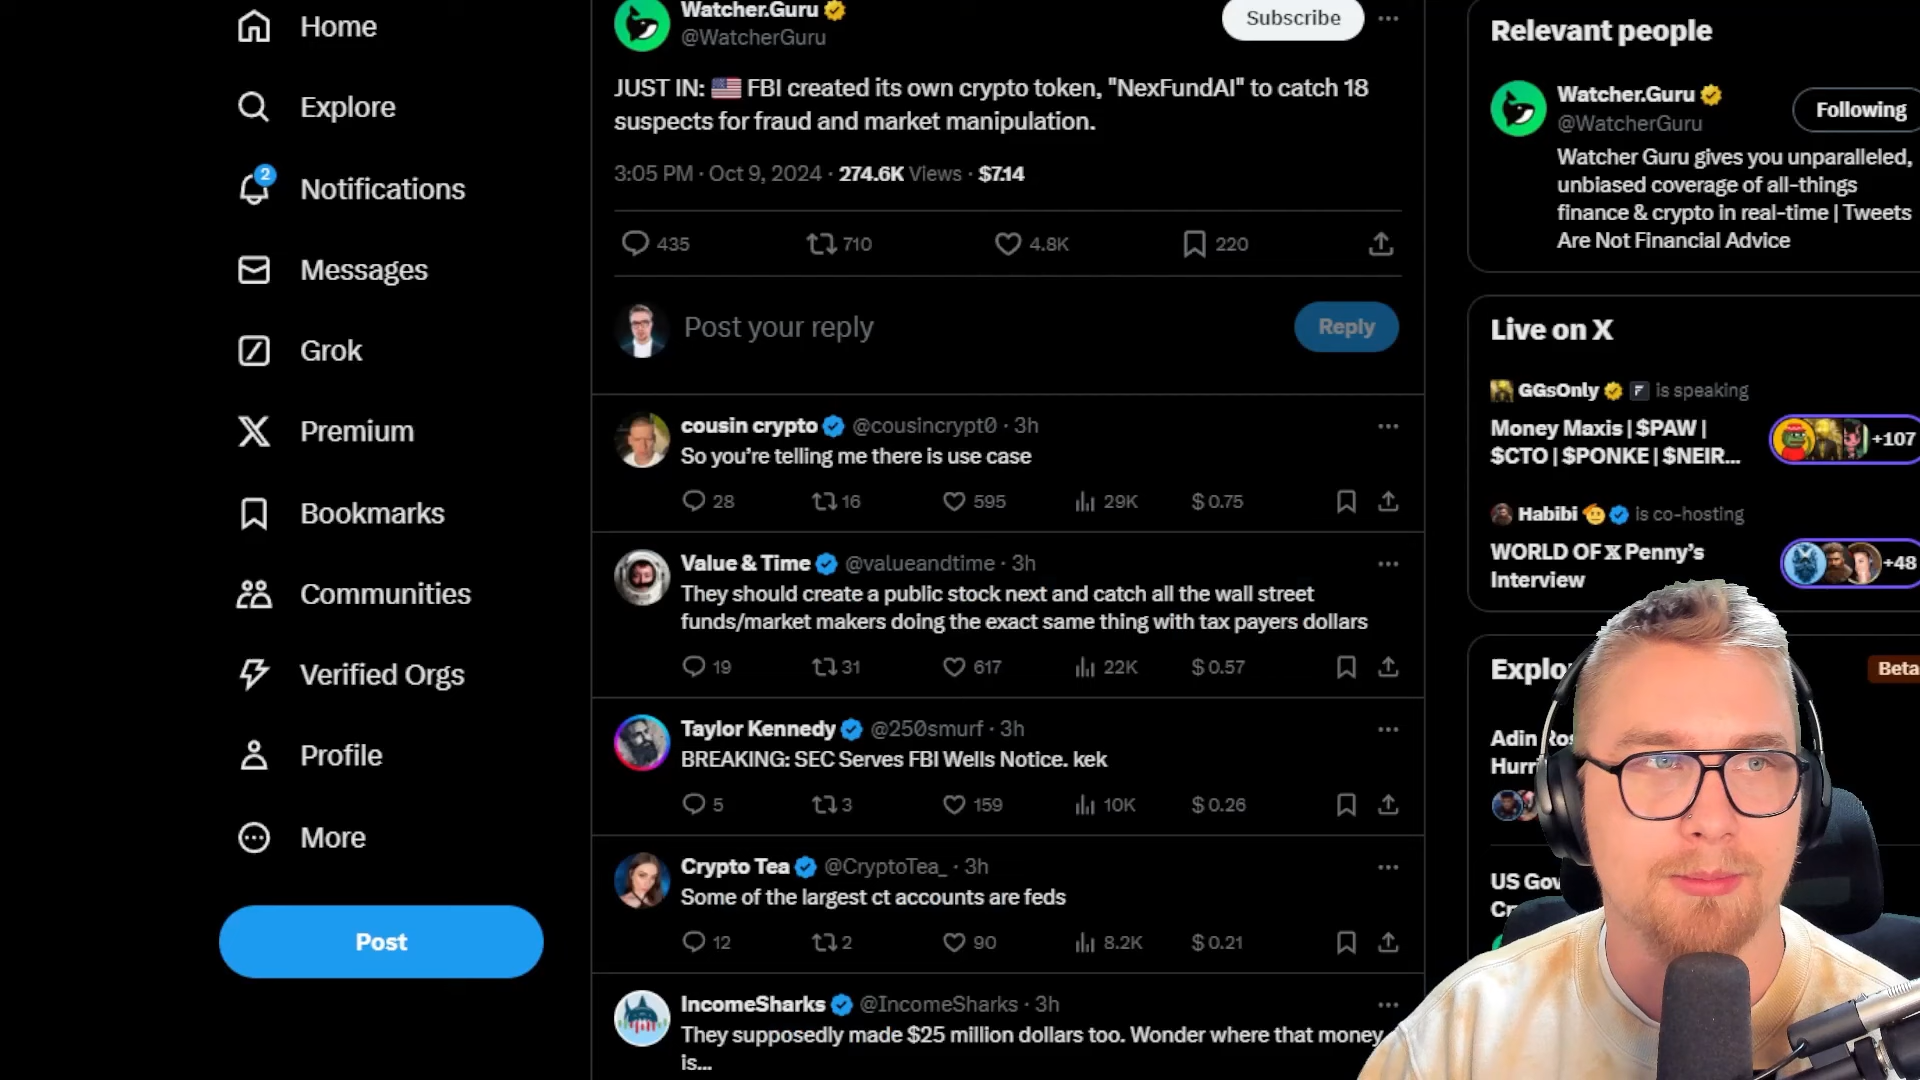 Home
Explore
2
Notifications
Messages
Grok
Premium
Bookmarks
Communities
Verified Orgs
Profile
More
Post
Watcher.Guru
@WatcherGuru
Subscribe
JUST IN: 🇺🇸 FBI created its own crypto token, "NexFundAI" to catch 18
suspects for fraud and market manipulation.
3:05 PM · Oct 9, 2024 · 274.6K Views · $7.14
435 710 4.8K 220
Post your reply
Reply
cousin crypto @cousincrypt0 · 3h
So you’re telling me there is use case
28 16 595 29K $ 0.75
Value & Time @valueandtime · 3h
They should create a public stock next and catch all the wall street
funds/market makers doing the exact same thing with tax payers dollars
19 31 617 22K $ 0.57
Taylor Kennedy @250smurf · 3h
BREAKING: SEC Serves FBI Wells Notice. kek
5 3 159 10K $ 0.26
Crypto Tea @CryptoTea_ · 3h
Some of the largest ct accounts are feds
12 2 90 8.2K $ 0.21
IncomeSharks @IncomeSharks · 3h
They supposedly made $25 million dollars too. Wonder where that money
is...
Relevant people
Watcher.Guru
@WatcherGuru
Following
Watcher Guru gives you unparalleled,
unbiased coverage of all-things
finance & crypto in real-time | Tweets
Are Not Financial Advice
Live on X
GGsOnly is speaking
Money Maxis | $PAW |
$CTO | $PONKE | $NEIR...
+107
Habibi is co-hosting
WORLD OF 𝕏 Penny’s
Interview
+48
Explo
Beta
Adin Ros
Hurri
US Gov
Cr